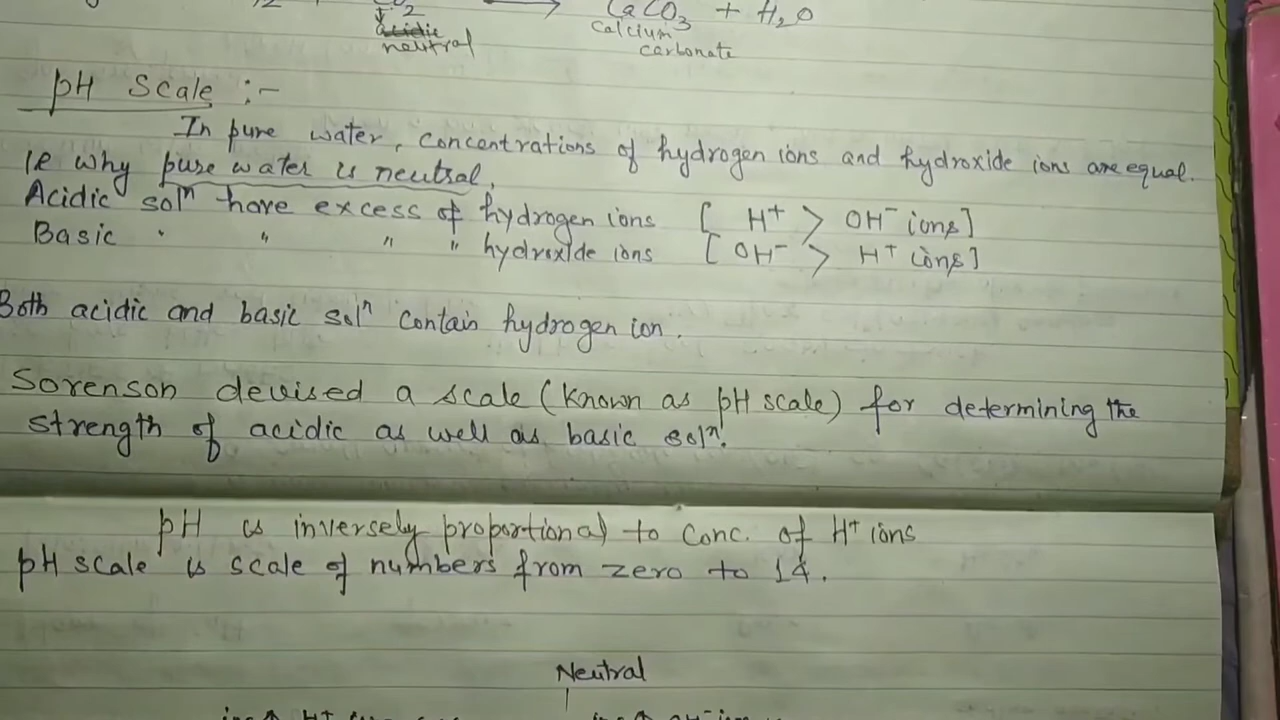 CaCO3 + H2O
neutral
calcium
carbonate
pH Scale :-
In pure water, concentrations of hydrogen ions and hydroxide ions are equal.
ie why pure water is neutral.
Acidic solⁿ have excess of hydrogen ions [ H⁺ > OH⁻ ions]
Basic " " " " hydroxide ions [ OH⁻ > H⁺ ions]
Both acidic and basic solⁿ contain hydrogen ion.
Sorenson devised a scale (known as pH scale) for determining the
strength of acidic as well as basic solⁿ.
pH is inversely proportional to conc. of H⁺ ions
pH scale is scale of numbers from zero to 14.
Neutral